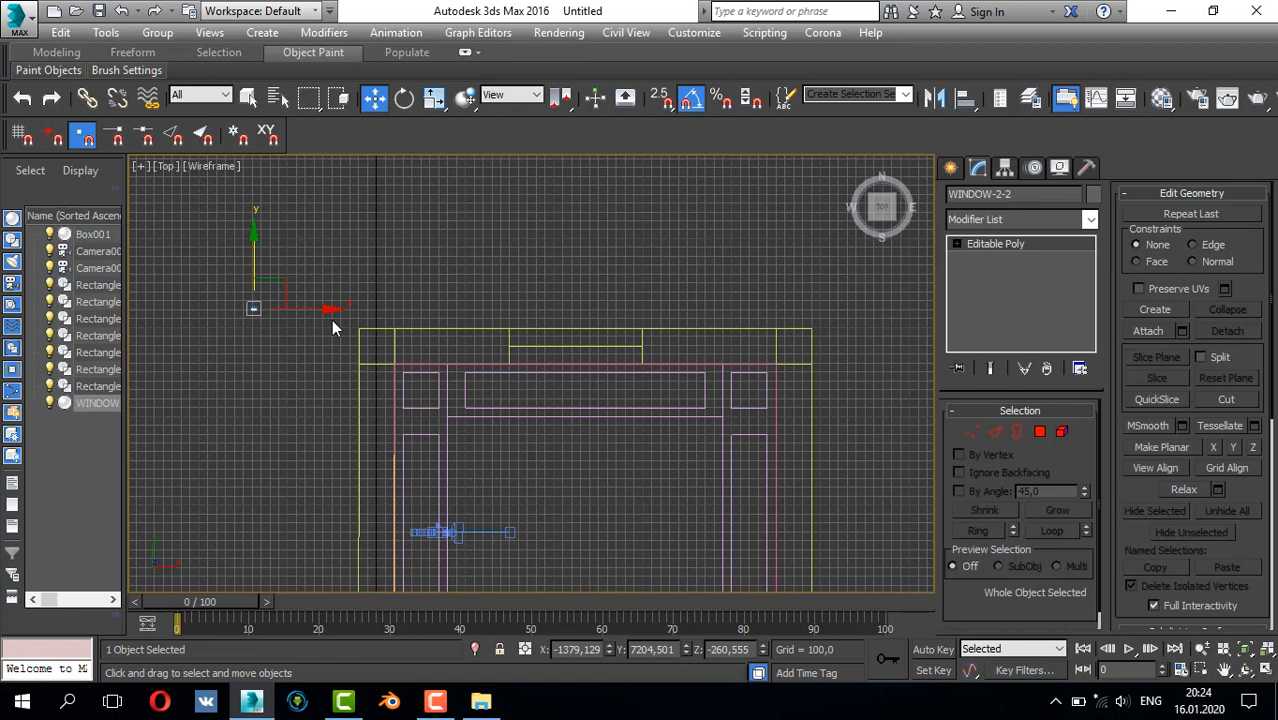 MAX
Workspace: Default
Autodesk 3ds Max 2016
Untitled
Type a keyword or phrase
Sign In
Edit
Tools
Group
Views
Create
Modifiers
Animation
Graph Editors
Rendering
Civil View
Customize
Scripting
Corona
Help
Modeling
Freeform
Selection
Object Paint
Populate
Paint Objects
Brush Settings
All
View
2.5
Create Selection Se
XY
Select
Display
Name (Sorted Ascen
Box001
Camera00
Camera00
Rectangle
Rectangle
Rectangle
Rectangle
Rectangle
Rectangle
Rectangle
WINDOW
[+] [Top] [Wireframe]
y
N
W
TOP
S
WINDOW-2-2
Modifier List
Editable Poly
Selection
By Vertex
Ignore Backfacing
By Angle: 45,0
Shrink
Grow
Ring
Loop
Preview Selection
Off
SubObj
Multi
Whole Object Selected
Edit Geometry
Repeat Last
Constraints
None
Edge
Face
Normal
Preserve UVs
Create
Collapse
Attach
Detach
Slice Plane
Split
Slice
Reset Plane
QuickSlice
Cut
MSmooth
Tessellate
Make Planar
X
Y
Z
View Align
Grid Align
Relax
Hide Selected
Unhide All
Hide Unselected
Named Selections:
Copy
Paste
Delete Isolated Vertices
Full Interactivity
0 / 100
0
10
20
30
40
50
60
70
80
90
100
Welcome to M
1 Object Selected
Click and drag to select and move objects
X: -1379,129
Y: 7204,501
Z: -260,555
Grid = 100,0
Add Time Tag
Auto Key
Selected
Set Key
Key Filters...
0
ENG
20:24
16.01.2020